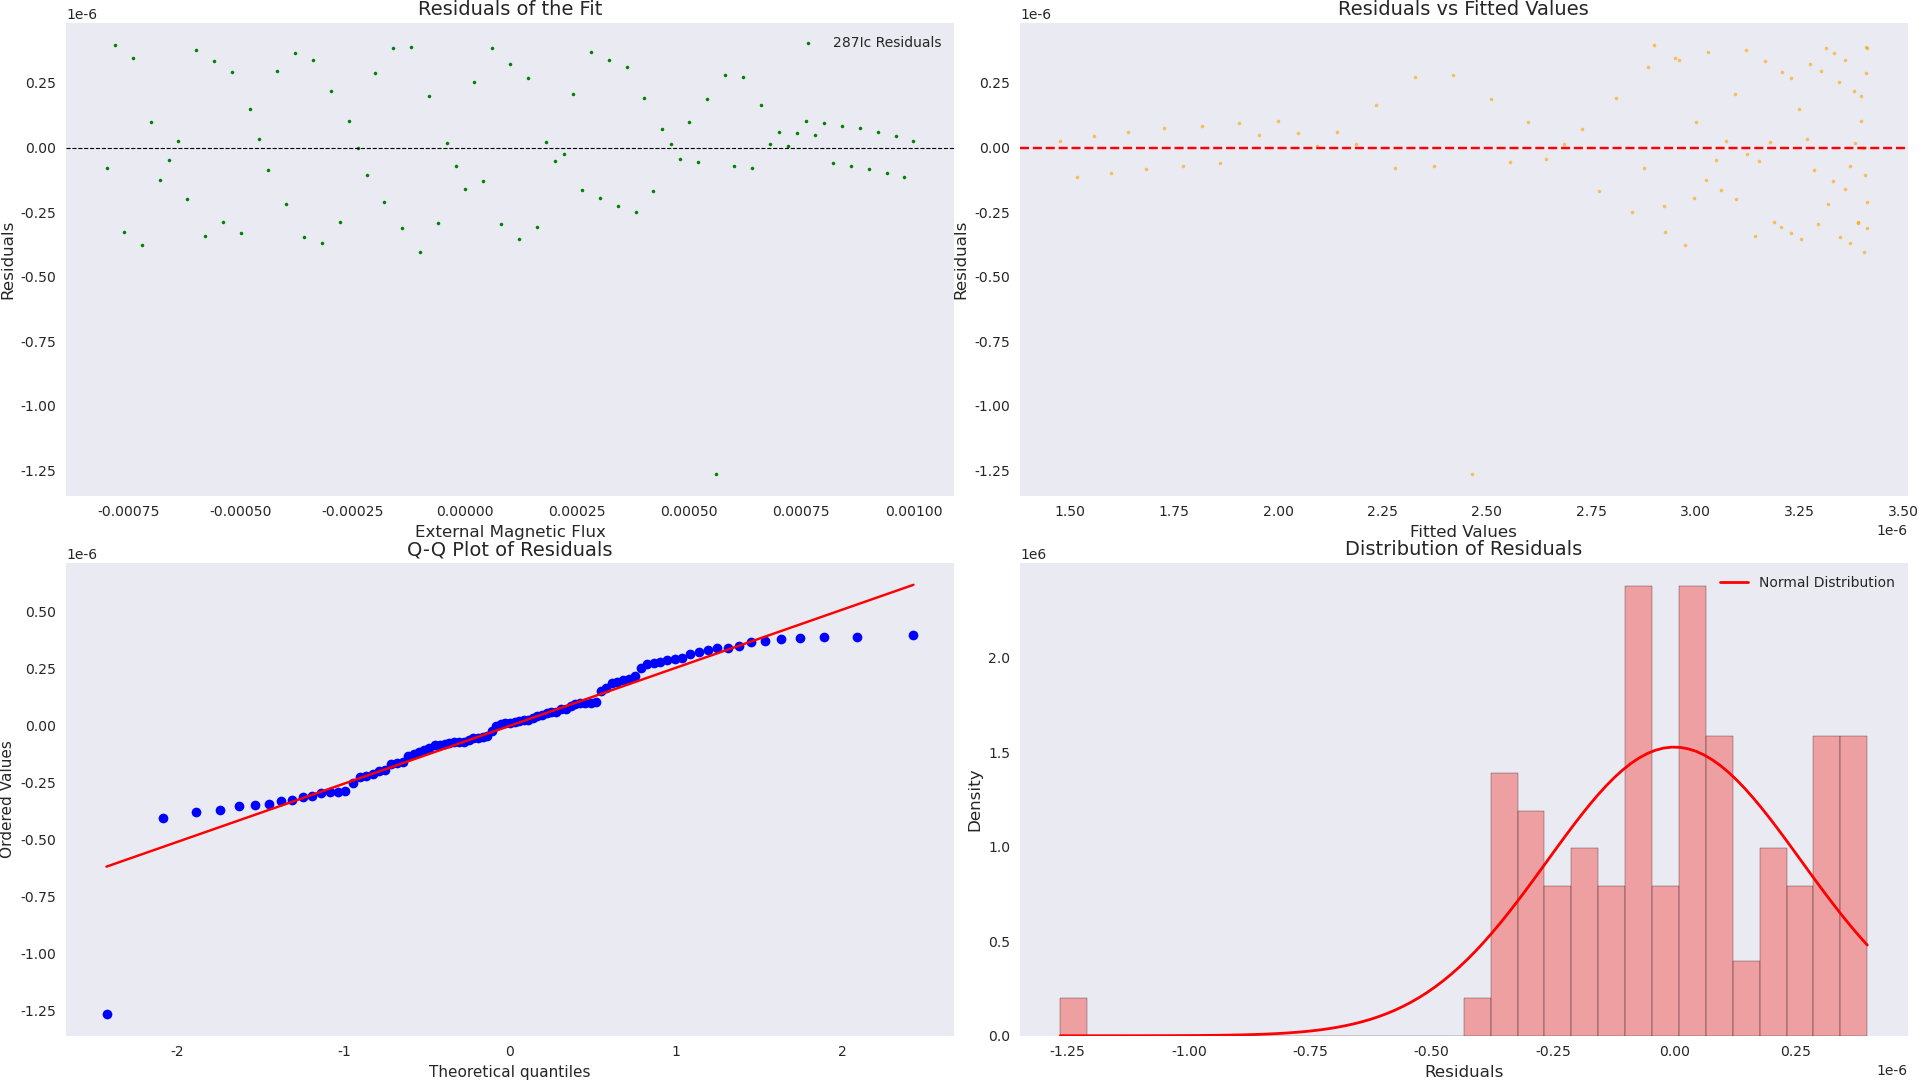 Residuals of the Fit
1e-6
287Ic Residuals
0.25
0.00
-0.25
-0.50
-0.75
-1.00
-1.25
Residuals
-0.00075 -0.00050 -0.00025 0.00000 0.00025 0.00050 0.00075 0.00100
External Magnetic Flux
Residuals vs Fitted Values
1e-6
0.25
0.00
-0.25
-0.50
-0.75
-1.00
-1.25
Residuals
1.50 1.75 2.00 2.25 2.50 2.75 3.00 3.25 3.50
Fitted Values
1e-6
Q-Q Plot of Residuals
1e-6
0.50
0.25
0.00
-0.25
-0.50
-0.75
-1.00
-1.25
Ordered Values
-2 -1 0 1 2
Theoretical quantiles
Distribution of Residuals
1e6
Normal Distribution
2.0
1.5
1.0
0.5
0.0
Density
-1.25 -1.00 -0.75 -0.50 -0.25 0.00 0.25
Residuals
1e-6